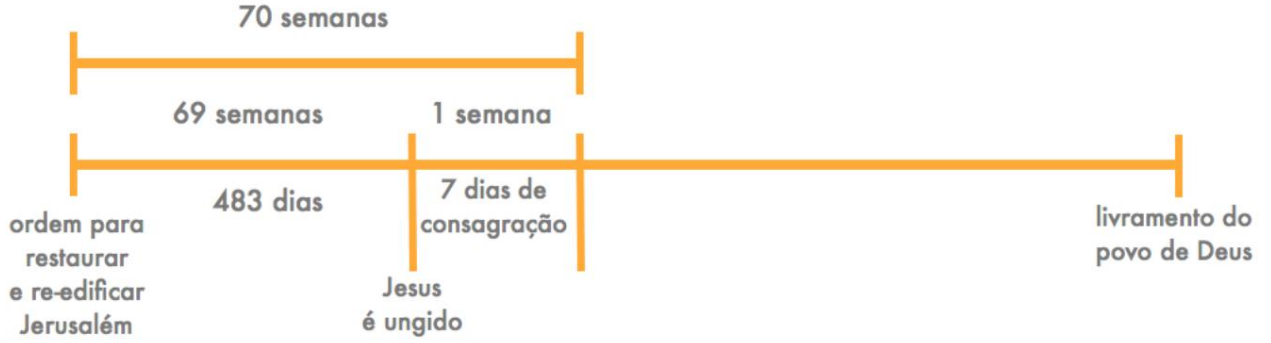 70 semanas
69 semanas
1 semana
483 dias
7 dias de
consagração
ordem para
restaurar
e re-edificar
Jerusalém
Jesus
é ungido
livramento do
povo de Deus